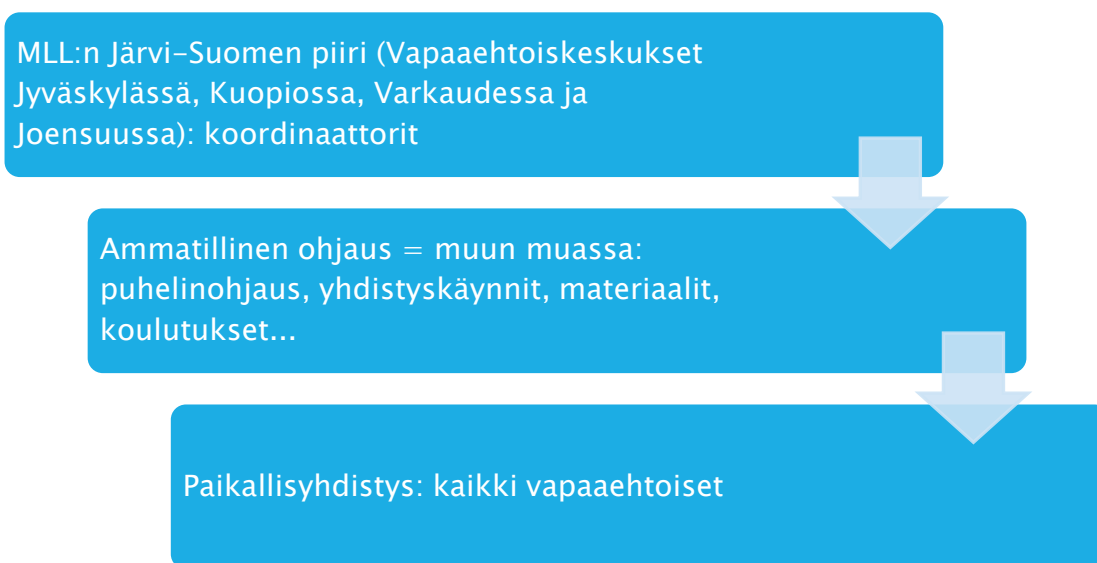 MLL:n Järvi-Suomen piiri (Vapaaehtoiskeskukset
Jyväskylässä, Kuopiossa, Varkaudessa ja
Joensuussa): koordinaattorit
Ammatillinen ohjaus = muun muassa:
puhelinohjaus, yhdistyskäynnit, materiaalit,
koulutukset...
Paikallisyhdistys: kaikki vapaaehtoiset